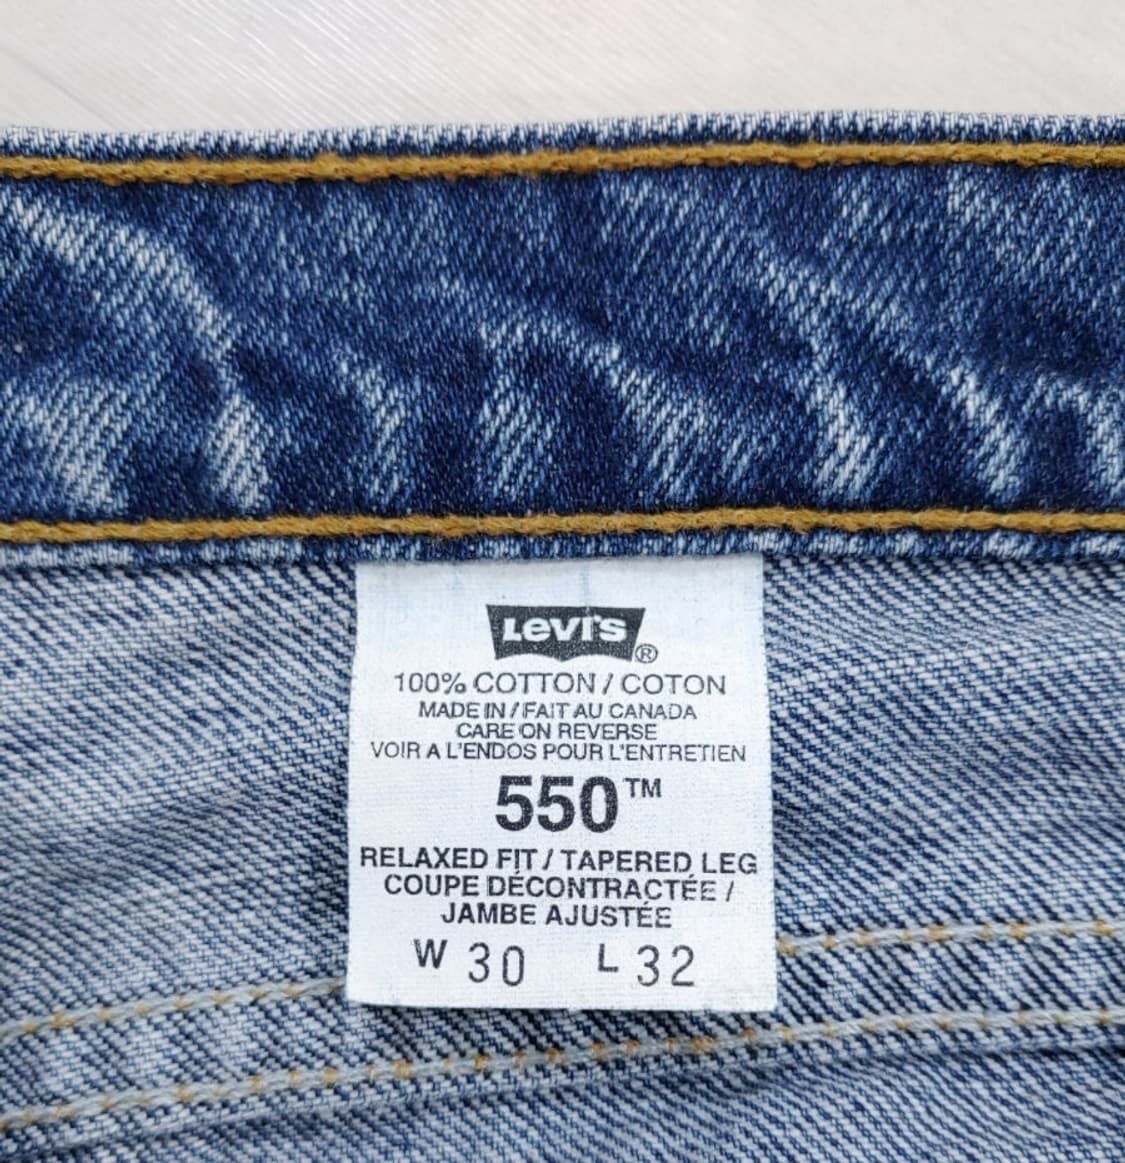 Levi's ®
100% COTTON / COTON
MADE IN / FAIT AU CANADA
CARE ON REVERSE
VOIR A L'ENDOS POUR L'ENTRETIEN
550™
RELAXED FIT / TAPERED LEG
COUPE DÉCONTRACTÉE /
JAMBE AJUSTÉE
W 30 L 32